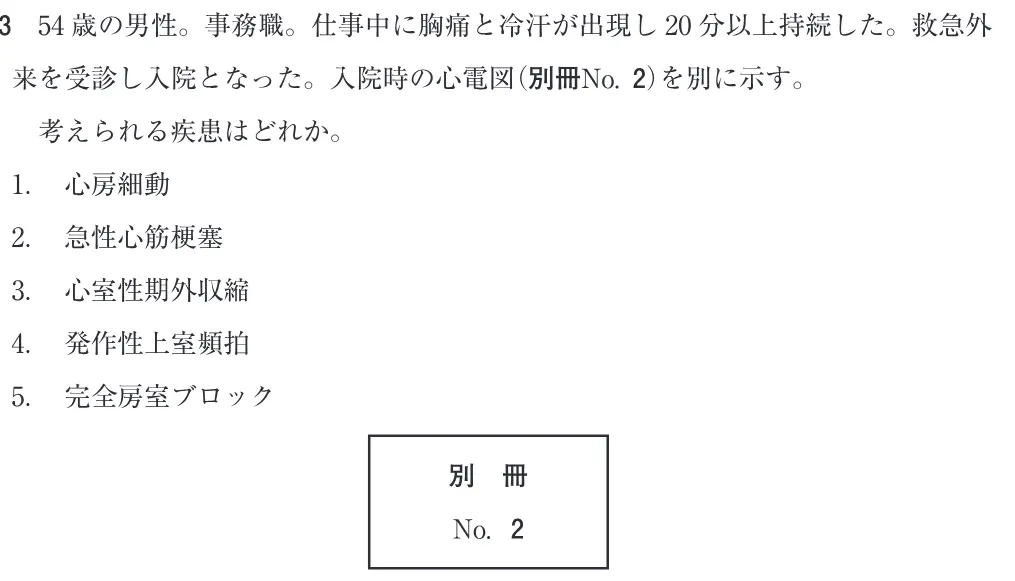 3 54歳の男性。事務職。仕事中に胸痛と冷汗が出現し20分以上持続した。救急外
来を受診し入院となった。入院時の心電図(別冊No. 2)を別に示す。
考えられる疾患はどれか。
1. 心房細動
2. 急性心筋梗塞
3. 心室性期外収縮
4. 発作性上室頻拍
5. 完全房室ブロック
別 冊
No. 2